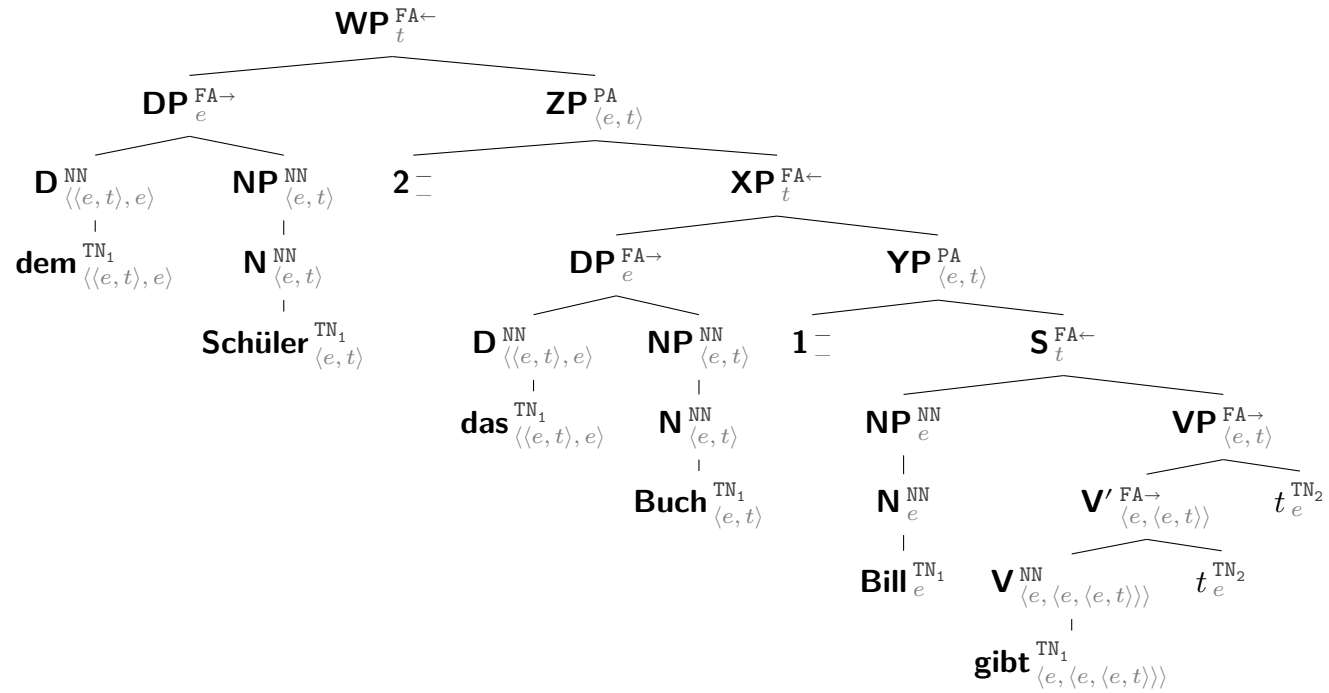 WP FA← t
DP FA→ e ZP PA ⟨e, t⟩
D NN ⟨⟨e, t⟩, e⟩ NP NN ⟨e, t⟩ 2 – – XP FA← t
dem TN₁ ⟨⟨e, t⟩, e⟩ N NN ⟨e, t⟩ DP FA→ e YP PA ⟨e, t⟩
Schüler TN₁ ⟨e, t⟩ D NN ⟨⟨e, t⟩, e⟩ NP NN ⟨e, t⟩ 1 – – S FA← t
das TN₁ ⟨⟨e, t⟩, e⟩ N NN ⟨e, t⟩ NP NN e VP FA→ ⟨e, t⟩
Buch TN₁ ⟨e, t⟩ N NN e V′ FA→ ⟨e, ⟨e, t⟩⟩ t TN₂ e
Bill TN₁ e V NN ⟨e, ⟨e, ⟨e, t⟩⟩⟩ t TN₂ e
gibt TN₁ ⟨e, ⟨e, ⟨e, t⟩⟩⟩